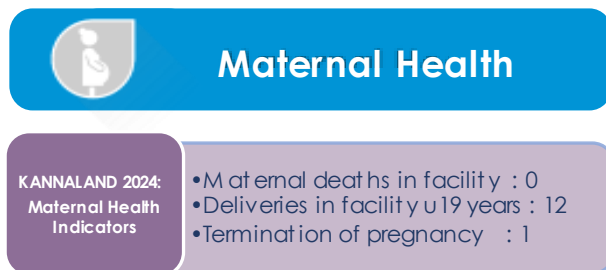 Maternal Health
KANNALAND 2024:
Maternal Health
Indicators
•Maternal deaths in facility : 0
•Deliveries in facility u19 years : 12
•Termination of pregnancy : 1